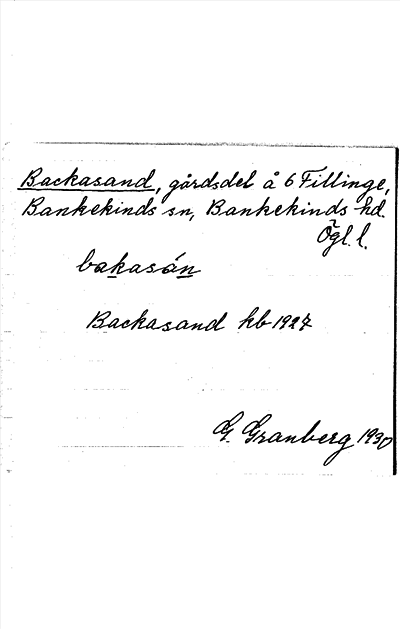 Backasand, gårdsdel å 6 Fillinge,
Bankekinds sn, Bankekinds hd.
Ögl. l.
bakasán
Backasand kb 1927
G. Granberg 1930